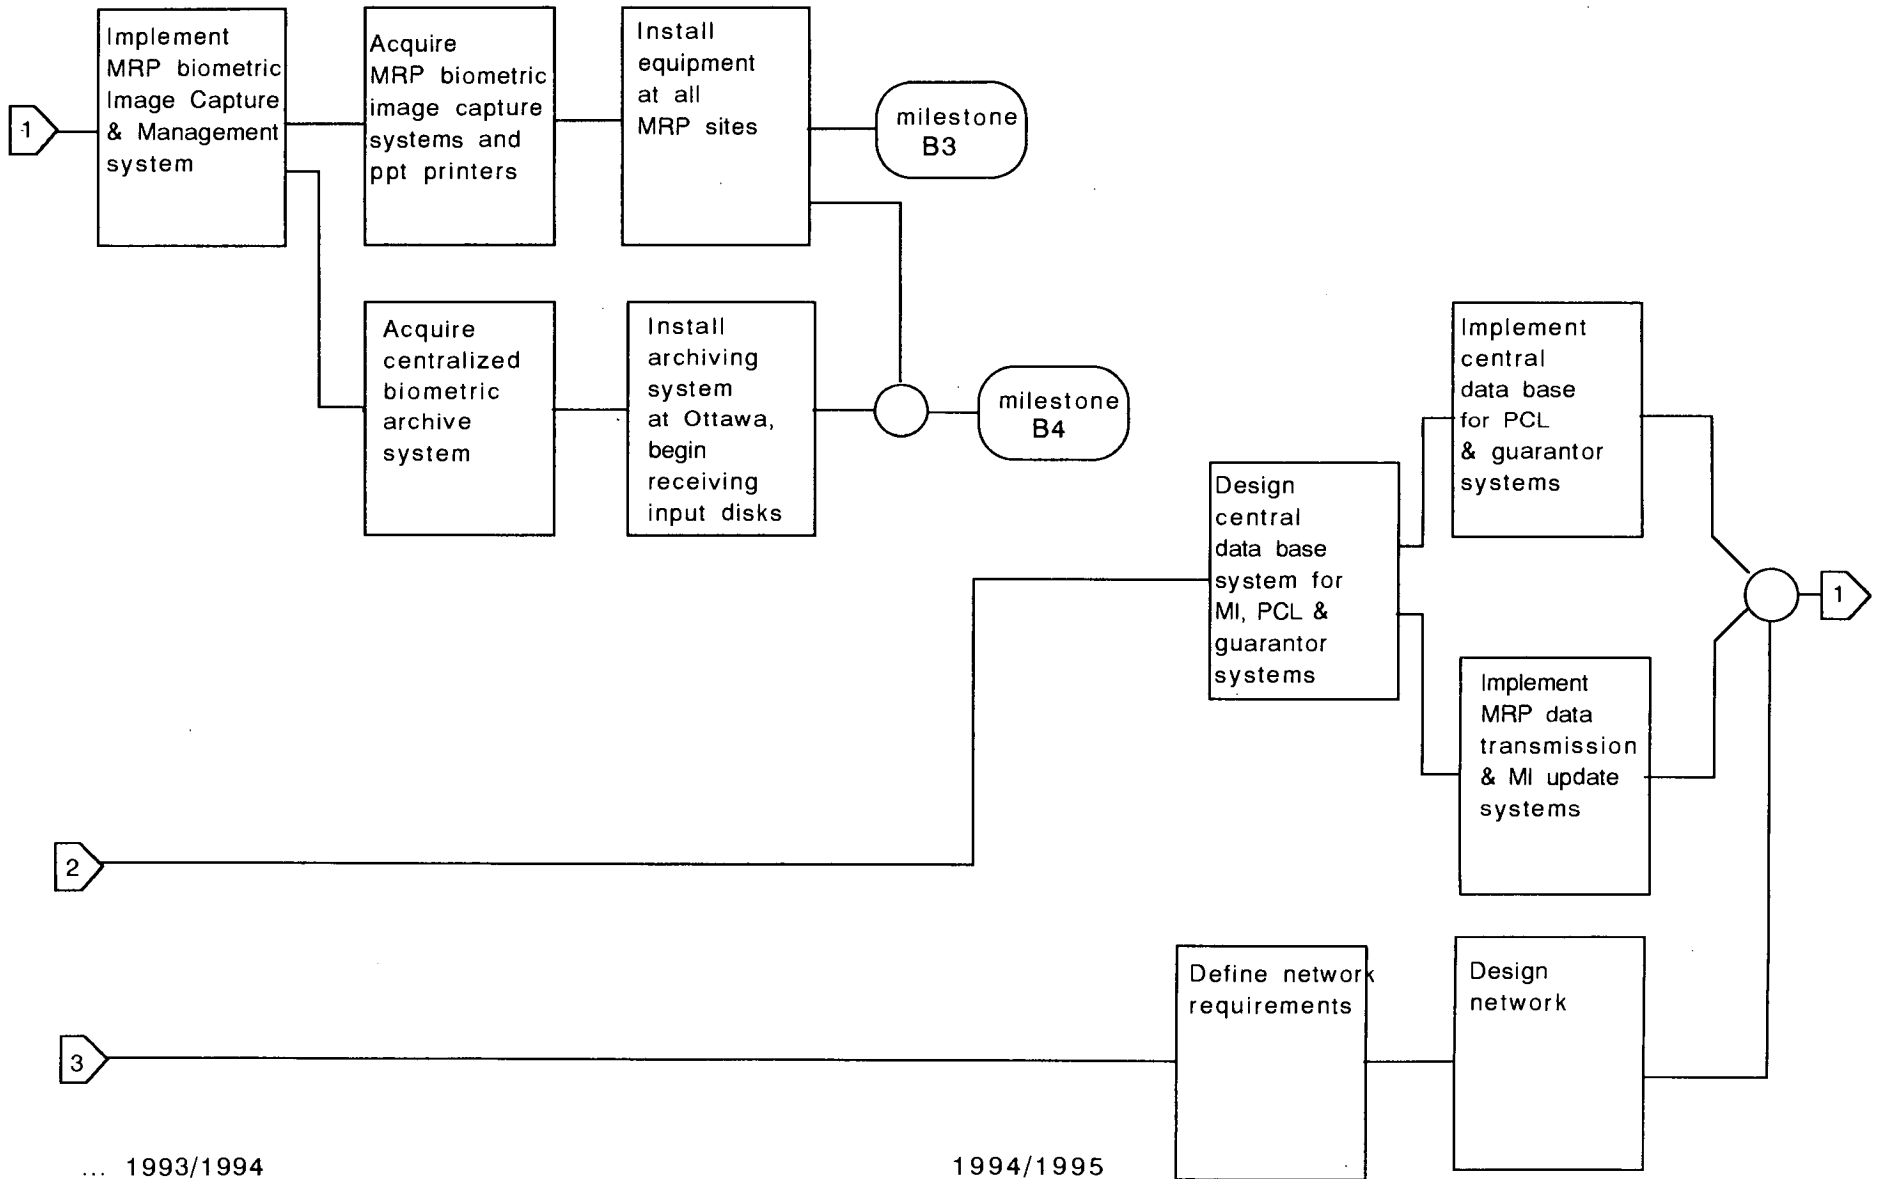 1
Implement
MRP biometric
Image Capture
& Management
system
Acquire
MRP biometric
image capture
systems and
ppt printers
Install
equipment
at all
MRP sites
milestone
B3
Acquire
centralized
biometric
archive
system
Install
archiving
system
at Ottawa,
begin
receiving
input disks
milestone
B4
Design
central
data base
system for
MI, PCL &
guarantor
systems
Implement
central
data base
for PCL
& guarantor
systems
Implement
MRP data
transmission
& MI update
systems
1
2
3
Define network
requirements
Design
network
... 1993/1994
1994/1995